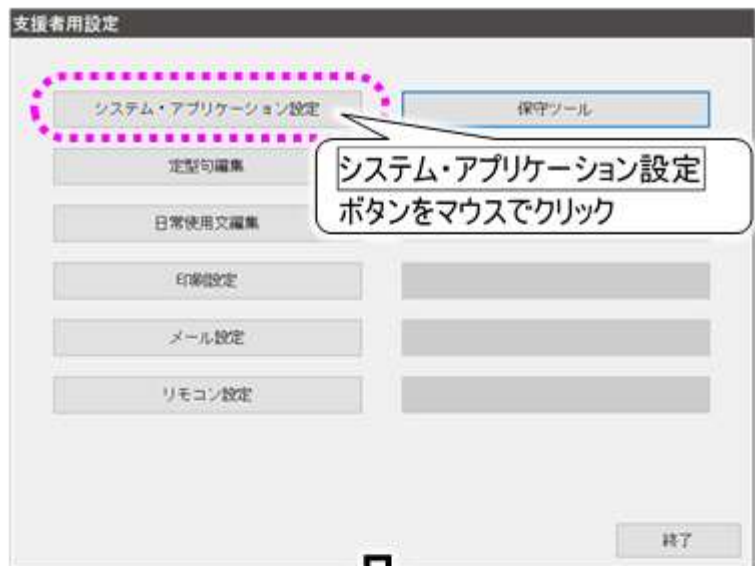 支援者用設定
システム・アプリケーション設定
保守ツール
定型句編集
システム・アプリケーション設定
ボタンをマウスでクリック
日常使用文編集
印刷設定
メール設定
リモコン設定
終了